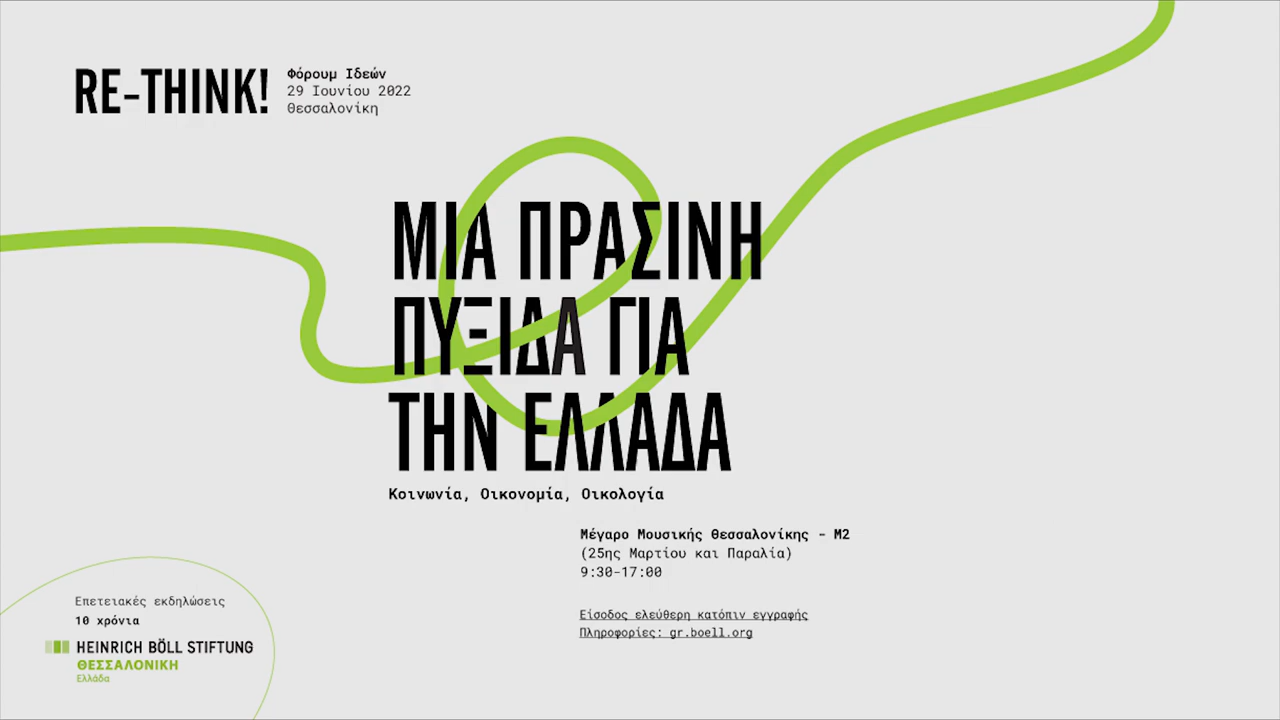 RE-THINK!
Φόρουμ Ιδεών
29 Ιουνίου 2022
Θεσσαλονίκη
ΜΙΑ ΠΡΑΣΙΝΗ
ΠΥΞΙΔΑ ΓΙΑ
ΤΗΝ ΕΛΛΑΔΑ
Κοινωνία, Οικονομία, Οικολογία
Μέγαρο Μουσικής Θεσσαλονίκης - Μ2
(25ης Μαρτίου και Παραλία)
9:30-17:00
Είσοδος ελεύθερη κατόπιν εγγραφής
Πληροφορίες: gr.boell.org
Επετειακές εκδηλώσεις
10 χρόνια
HEINRICH BÖLL STIFTUNG
ΘΕΣΣΑΛΟΝΙΚΗ
Ελλάδα